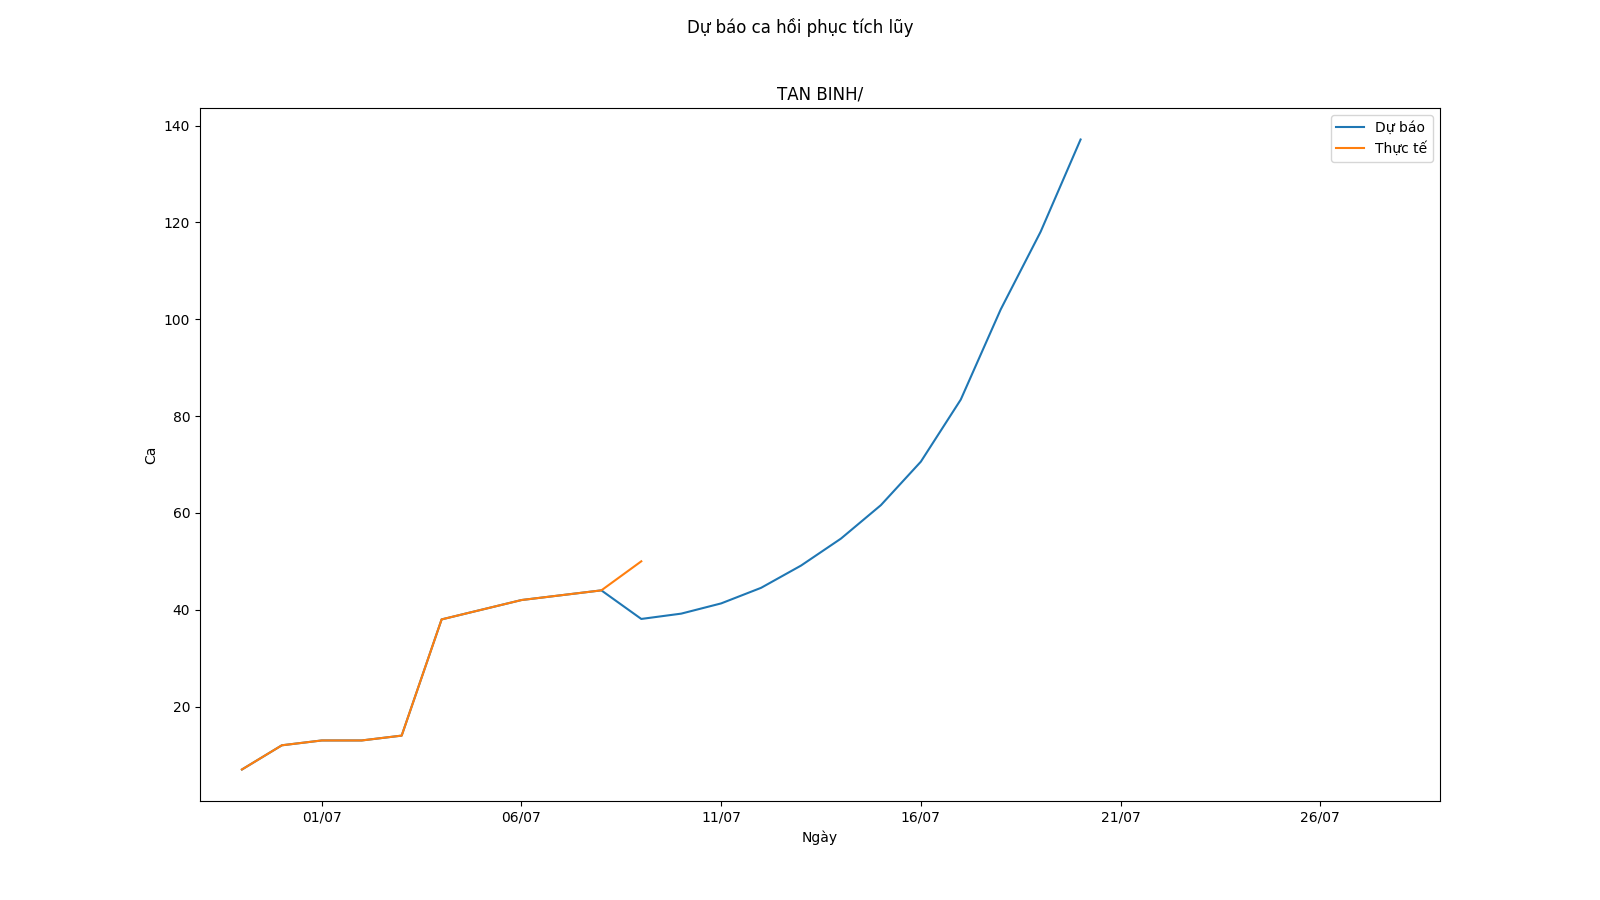 Dự báo ca hồi phục tích lũy
TAN BINH/
Dự báo
Thực tế
140
120
100
80
60
40
20
Ca
01/07 06/07 11/07 16/07 21/07 26/07
Ngày